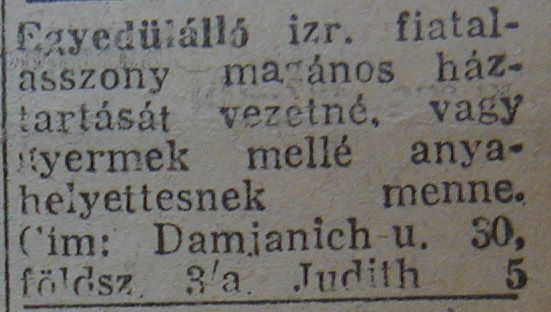 Egyedülálló izr. fiatal-
asszony magános ház-
tartását vezetné, vagy
gyermek mellé anya-
helyettesnek menne.
Cím: Damjanich-u. 30,
földsz. 3/a. Judith 5